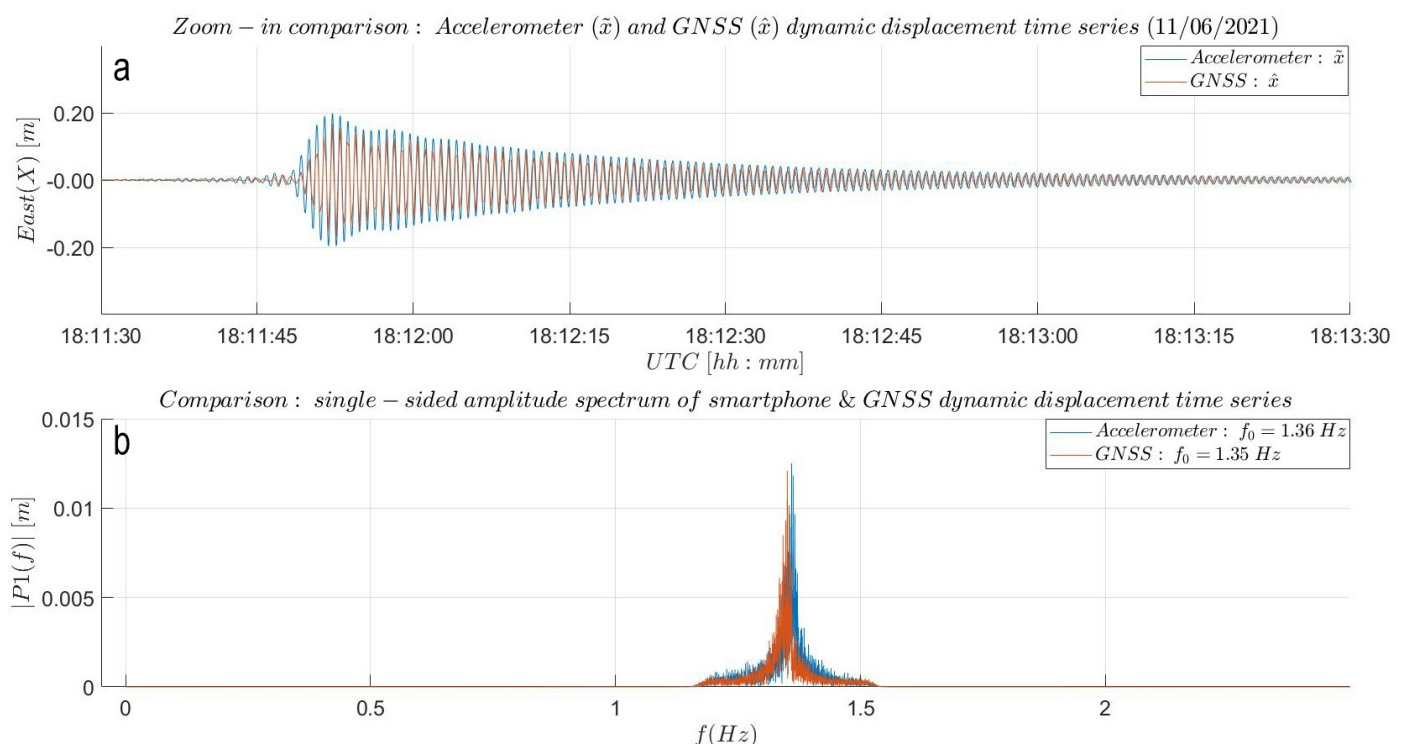 Zoom − in comparison : Accelerometer (x̃) and GNSS (x̂) dynamic displacement time series (11/06/2021)
a
Accelerometer : x̃
GNSS : x̂
East(X) [m]
0.20
-0.00
-0.20
18:11:30 18:11:45 18:12:00 18:12:15 18:12:30 18:12:45 18:13:00 18:13:15 18:13:30
UTC [hh : mm]
Comparison : single − sided amplitude spectrum of smartphone & GNSS dynamic displacement time series
b
Accelerometer : f₀ = 1.36 Hz
GNSS : f₀ = 1.35 Hz
|P1(f)| [m]
0.015
0.01
0.005
0
0 0.5 1 1.5 2
f(Hz)